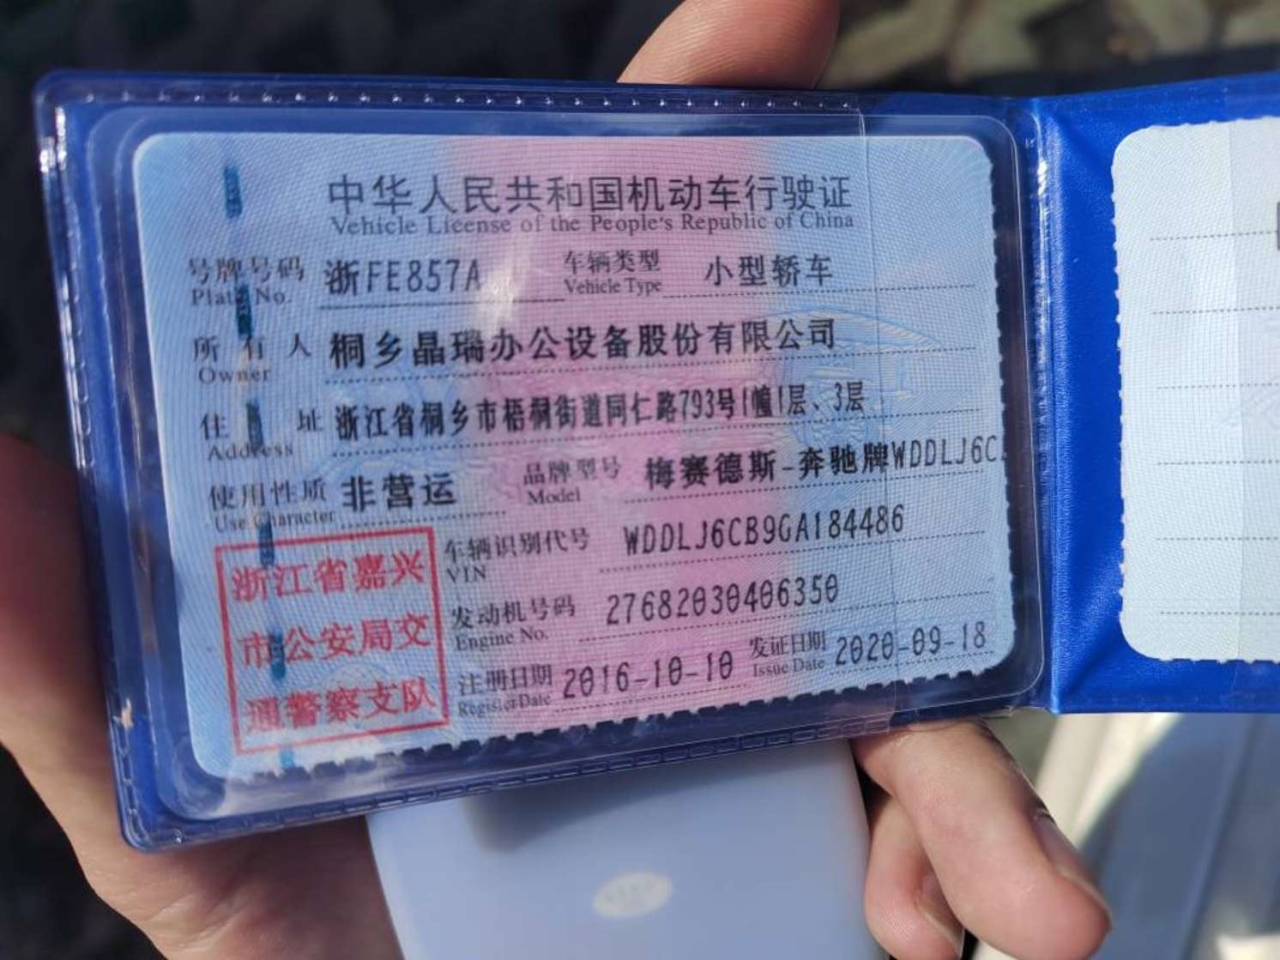 中华人民共和国机动车行驶证
Vehicle License of the People's Republic of China
号牌号码 浙FE857A 车辆类型 小型轿车
Plate No. Vehicle Type
所有人 桐乡晶瑞办公设备股份有限公司
Owner
住址 浙江省桐乡市梧桐街道同仁路793号1幢1层、3层
Address
使用性质 非营运 品牌型号 梅赛德斯-奔驰牌WDDLJ6C
Use Character Model
车辆识别代号 WDDLJ6CB9GA184486
VIN
发动机号码 27682030406350
Engine No.
注册日期 2016-10-10 发证日期 2020-09-18
Register Date Issue Date
浙江省嘉兴
市公安局交
通警察支队